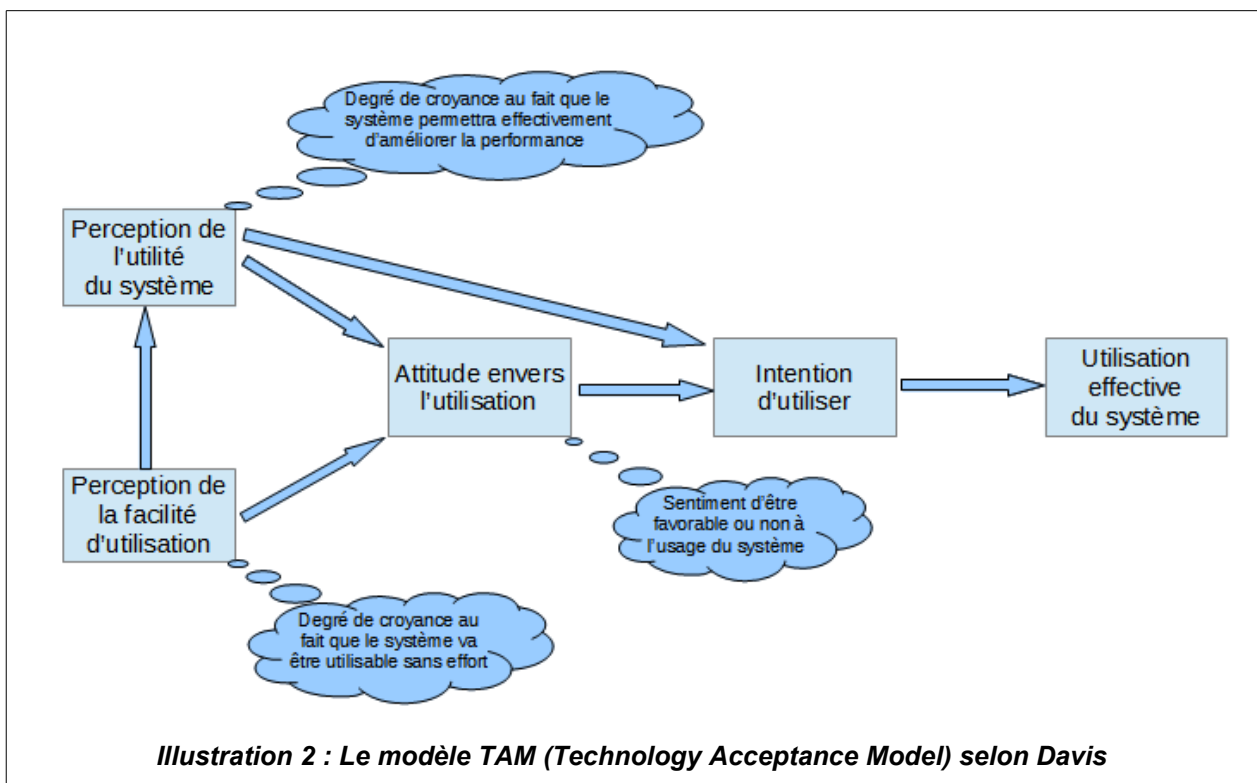 Degré de croyance au fait que le
système permettra effectivement
d'améliorer la performance
Perception de
l'utilité
du système
Attitude envers
l'utilisation
Intention
d'utiliser
Utilisation
effective
du système
Perception de
la facilité
d'utilisation
Sentiment d'être
favorable ou non à
l'usage du système
Degré de croyance au
fait que le système va
être utilisable sans effort
Illustration 2 : Le modèle TAM (Technology Acceptance Model) selon Davis